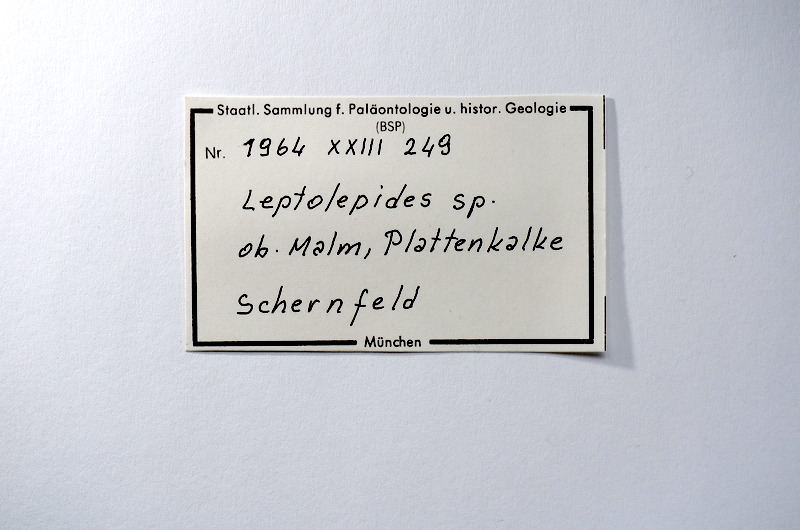 Staatl. Sammlung f. Paläontologie u. histor. Geologie
(BSP)
Nr. 1964 XXIII 249
Leptolepides sp.
ob. Malm, Plattenkalke
Schernfeld
München